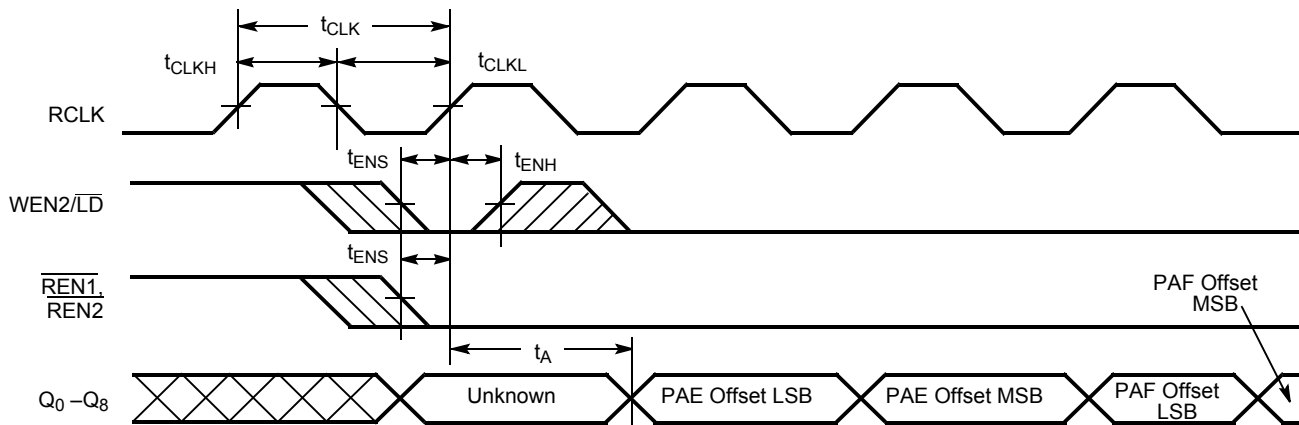 tCLK
tCLKH
tCLKL
RCLK
tENS
tENH
WEN2/LD
tENS
REN1,
REN2
PAF Offset
MSB
tA
Q0 –Q8
Unknown
PAE Offset LSB
PAE Offset MSB
PAF Offset
LSB